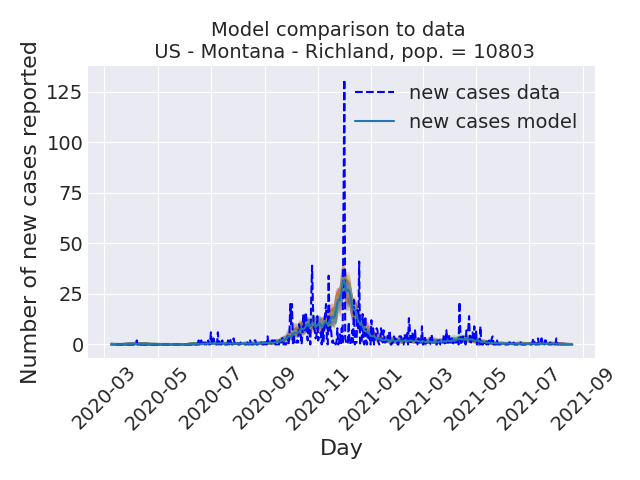 Model comparison to data
US - Montana - Richland, pop. = 10803
Number of new cases reported
125
100
75
50
25
0
new cases data
new cases model
2020-03
2020-05
2020-07
2020-09
2020-11
2021-01
2021-03
2021-05
2021-07
2021-09
Day